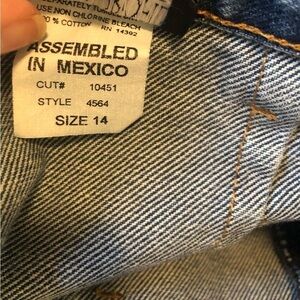 USE NON CHLORINE BLEACH
COTTON RN 14392
ASSEMBLED
IN MEXICO
CUT# 10451
STYLE 4564
SIZE 14